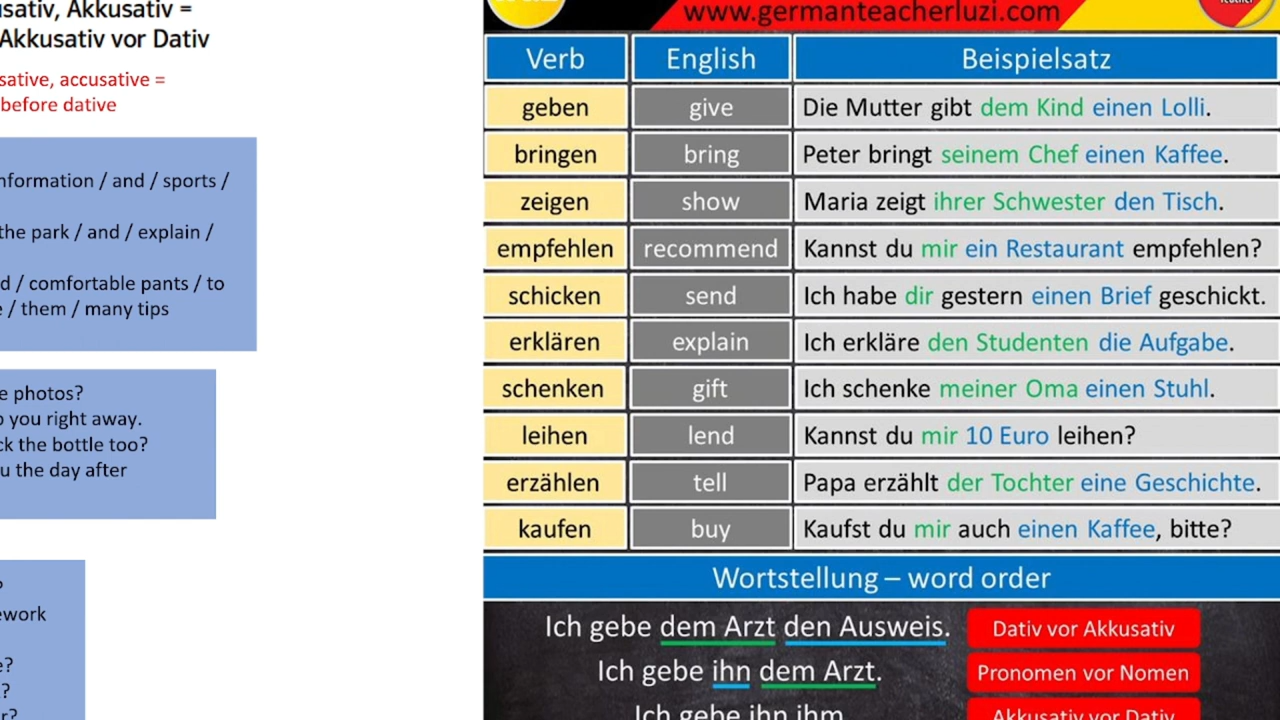 usativ, Akkusativ =
Akkusativ vor Dativ
sative, accusative =
before dative
nformation / and / sports /
the park / and / explain /
d / comfortable pants / to
e / them / many tips
e photos?
o you right away.
ck the bottle too?
u the day after
?
ework
e?
k?
r?
www.germanteacherluzi.com
Verb English Beispielsatz
geben give Die Mutter gibt dem Kind einen Lolli.
bringen bring Peter bringt seinem Chef einen Kaffee.
zeigen show Maria zeigt ihrer Schwester den Tisch.
empfehlen recommend Kannst du mir ein Restaurant empfehlen?
schicken send Ich habe dir gestern einen Brief geschickt.
erklären explain Ich erkläre den Studenten die Aufgabe.
schenken gift Ich schenke meiner Oma einen Stuhl.
leihen lend Kannst du mir 10 Euro leihen?
erzählen tell Papa erzählt der Tochter eine Geschichte.
kaufen buy Kaufst du mir auch einen Kaffee, bitte?
Wortstellung – word order
Ich gebe dem Arzt den Ausweis. Dativ vor Akkusativ
Ich gebe ihn dem Arzt. Pronomen vor Nomen
Ich gebe ihn ihm. Akkusativ vor Dativ